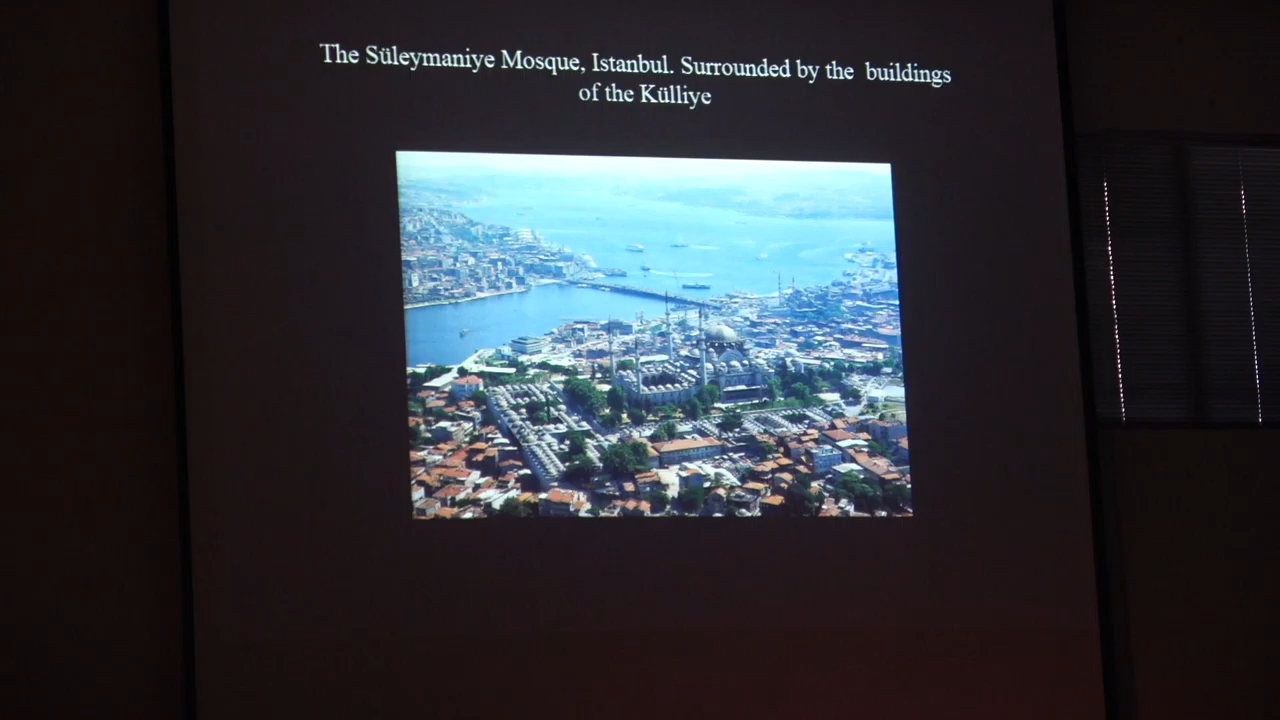 The Süleymaniye Mosque, Istanbul. Surrounded by the  buildings
of the Külliye